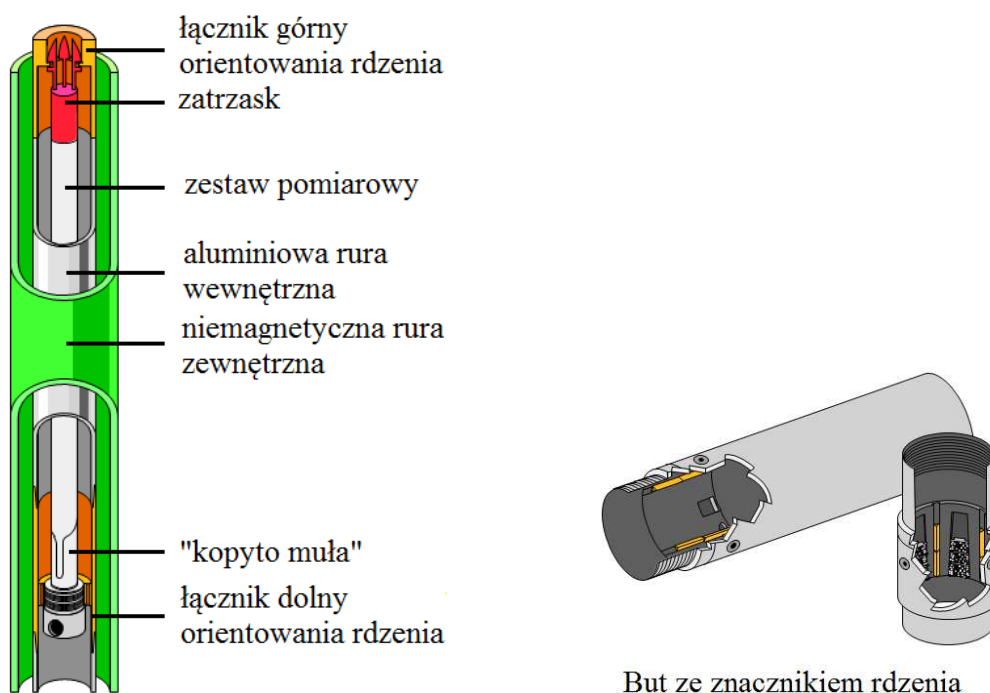 łącznik górny
orientowania rdzenia
zatrzask
zestaw pomiarowy
aluminiowa rura
wewnętrzna
niemagnetyczna rura
zewnętrzna
"kopyto muła"
łącznik dolny
orientowania rdzenia
But ze znacznikiem rdzenia